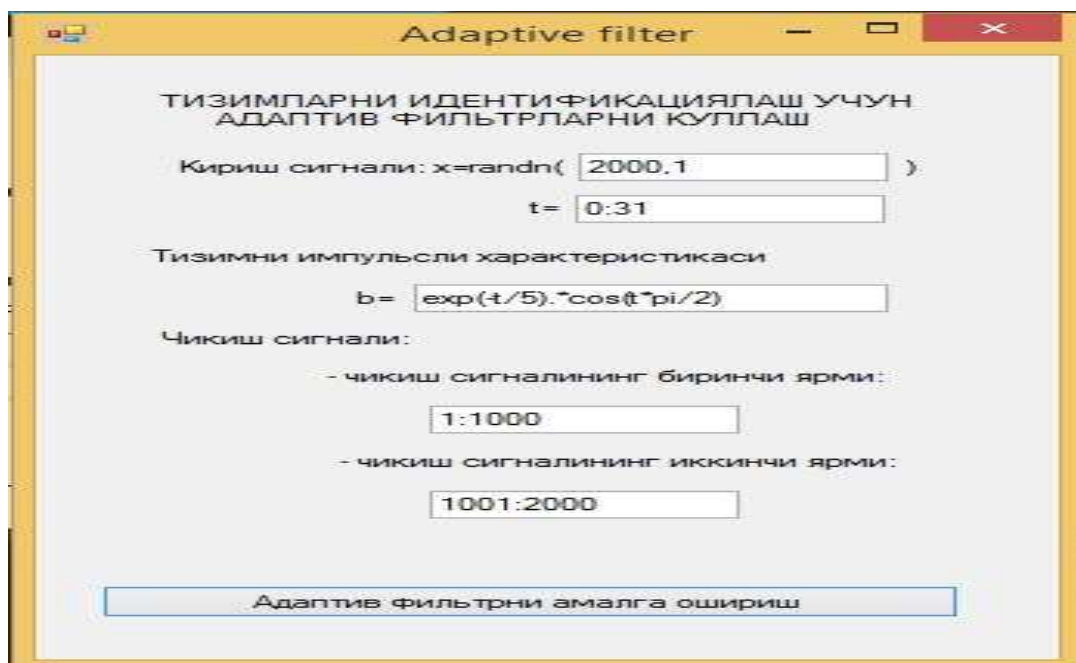 Adaptive filter
ТИЗИМЛАРНИ ИДЕНТИФИКАЦИЯЛАШ УЧУН
АДАПТИВ ФИЛЬТРЛАРНИ КУЛЛАШ
Кириш сигнали: x=randn( 2000,1 )
t= 0:31
Тизимни импульсли характеристикаси
b= exp(-t/5).*cos(t*pi/2)
Чикиш сигнали:
- чикиш сигналининг биринчи ярми:
1:1000
- чикиш сигналининг иккинчи ярми:
1001:2000
Адаптив фильтрни амалга ошириш